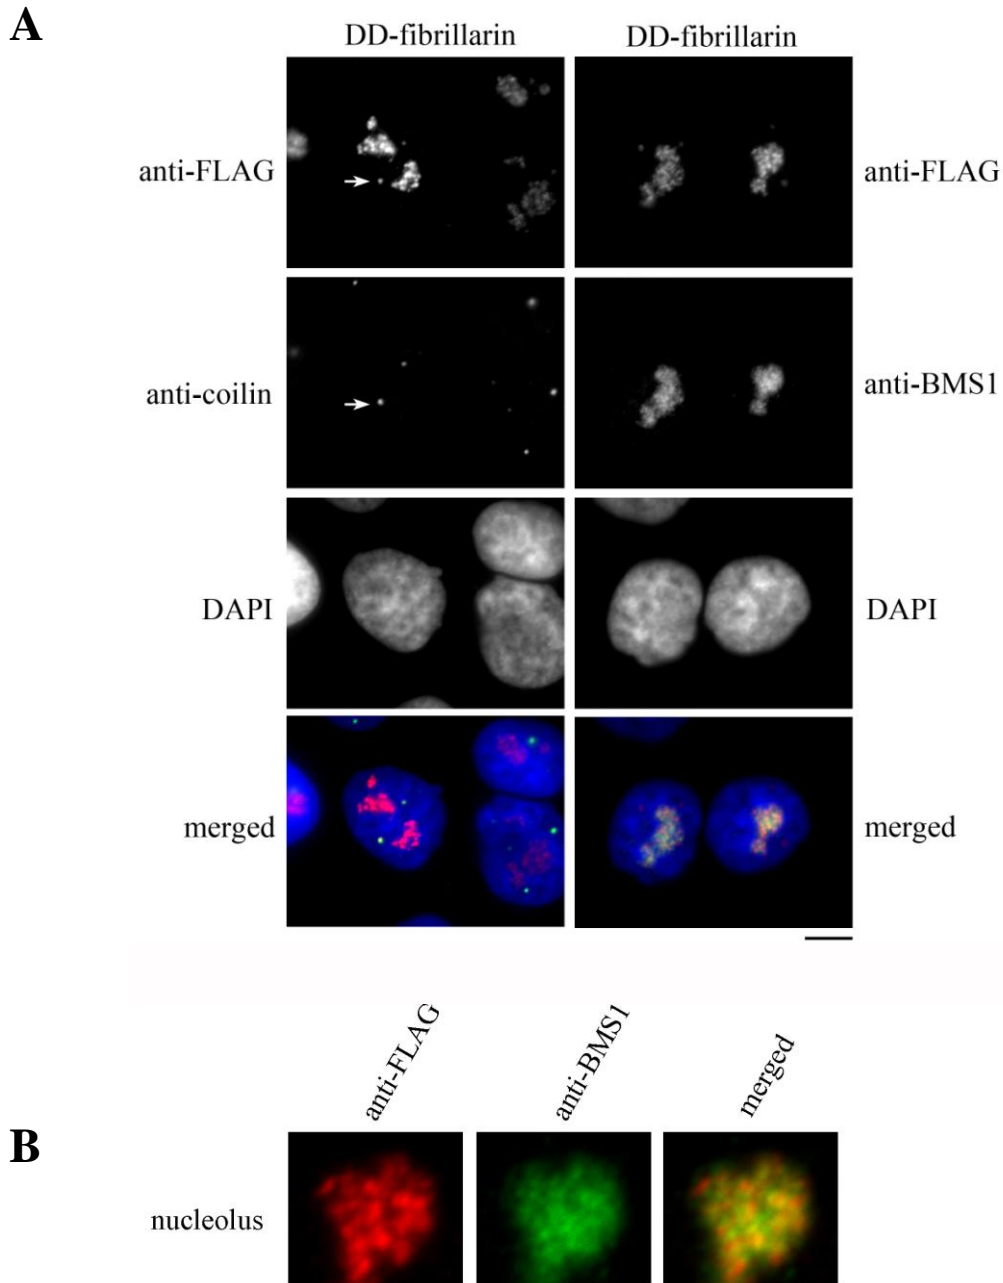 A
DD-fibrillarin DD-fibrillarin
anti-FLAG anti-FLAG
anti-coilin anti-BMS1
DAPI DAPI
merged merged
anti-FLAG anti-BMS1 merged
B
nucleolus